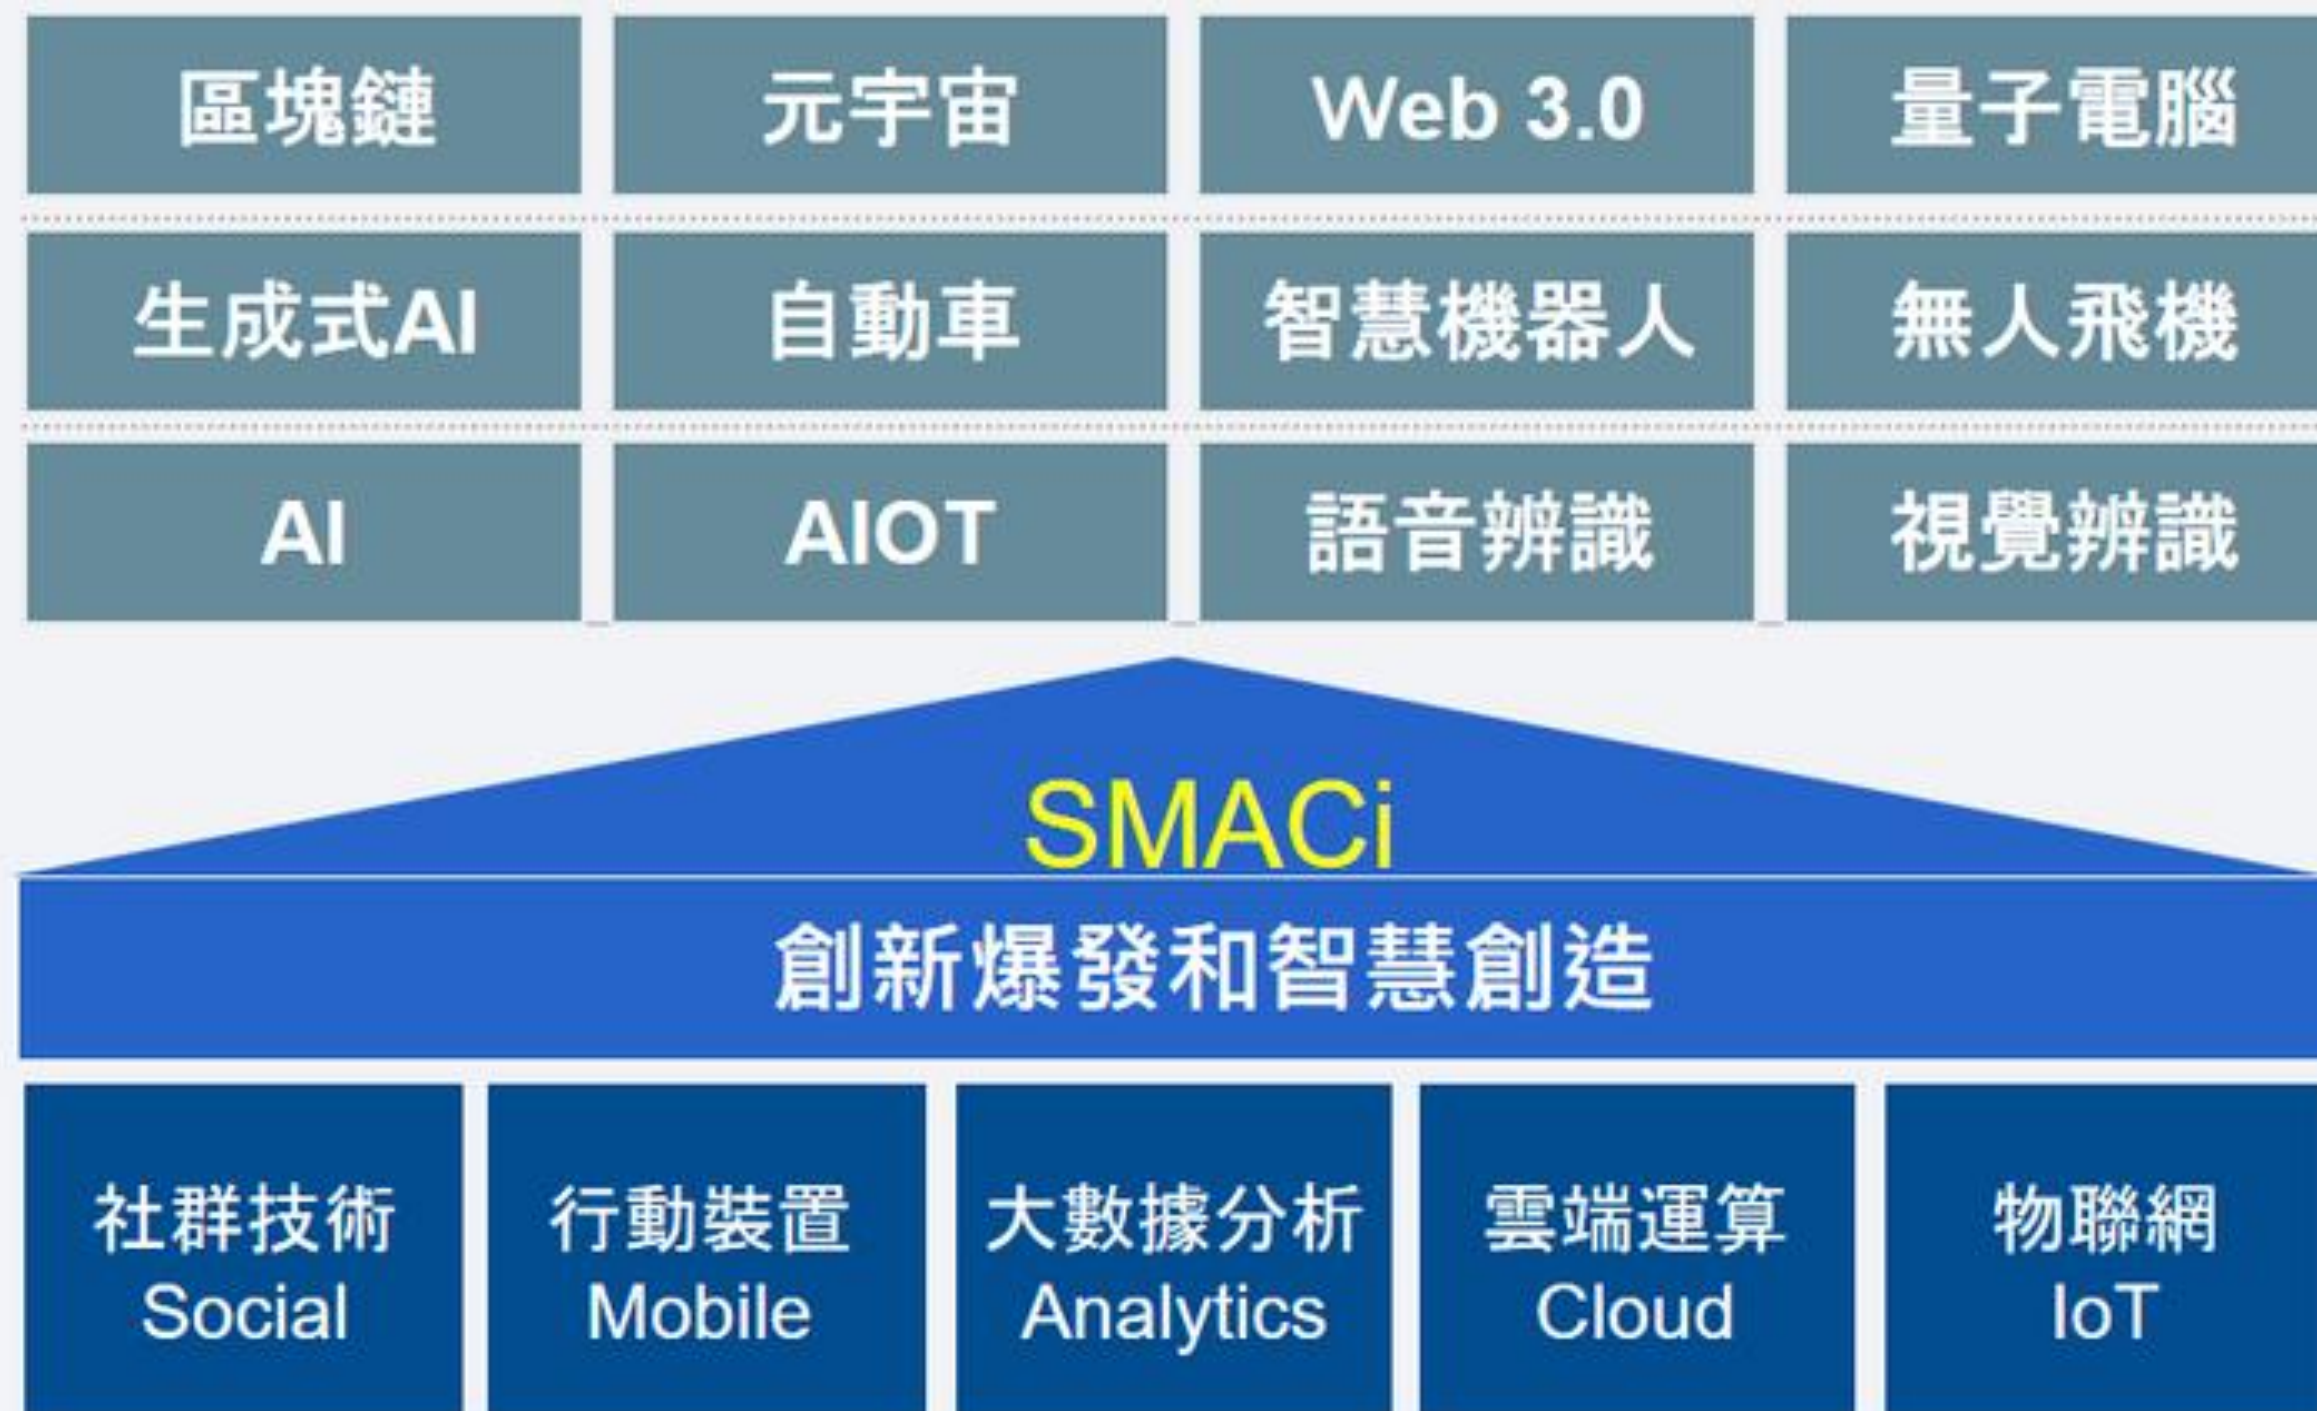 區塊鏈
元宇宙
Web 3.0
量子電腦
生成式AI
自動車
智慧機器人
無人飛機
AI
AIOT
語音辨識
視覺辨識
SMACi
創新爆發和智慧創造
社群技術
Social
行動裝置
Mobile
大數據分析
Analytics
雲端運算
Cloud
物聯網
IoT